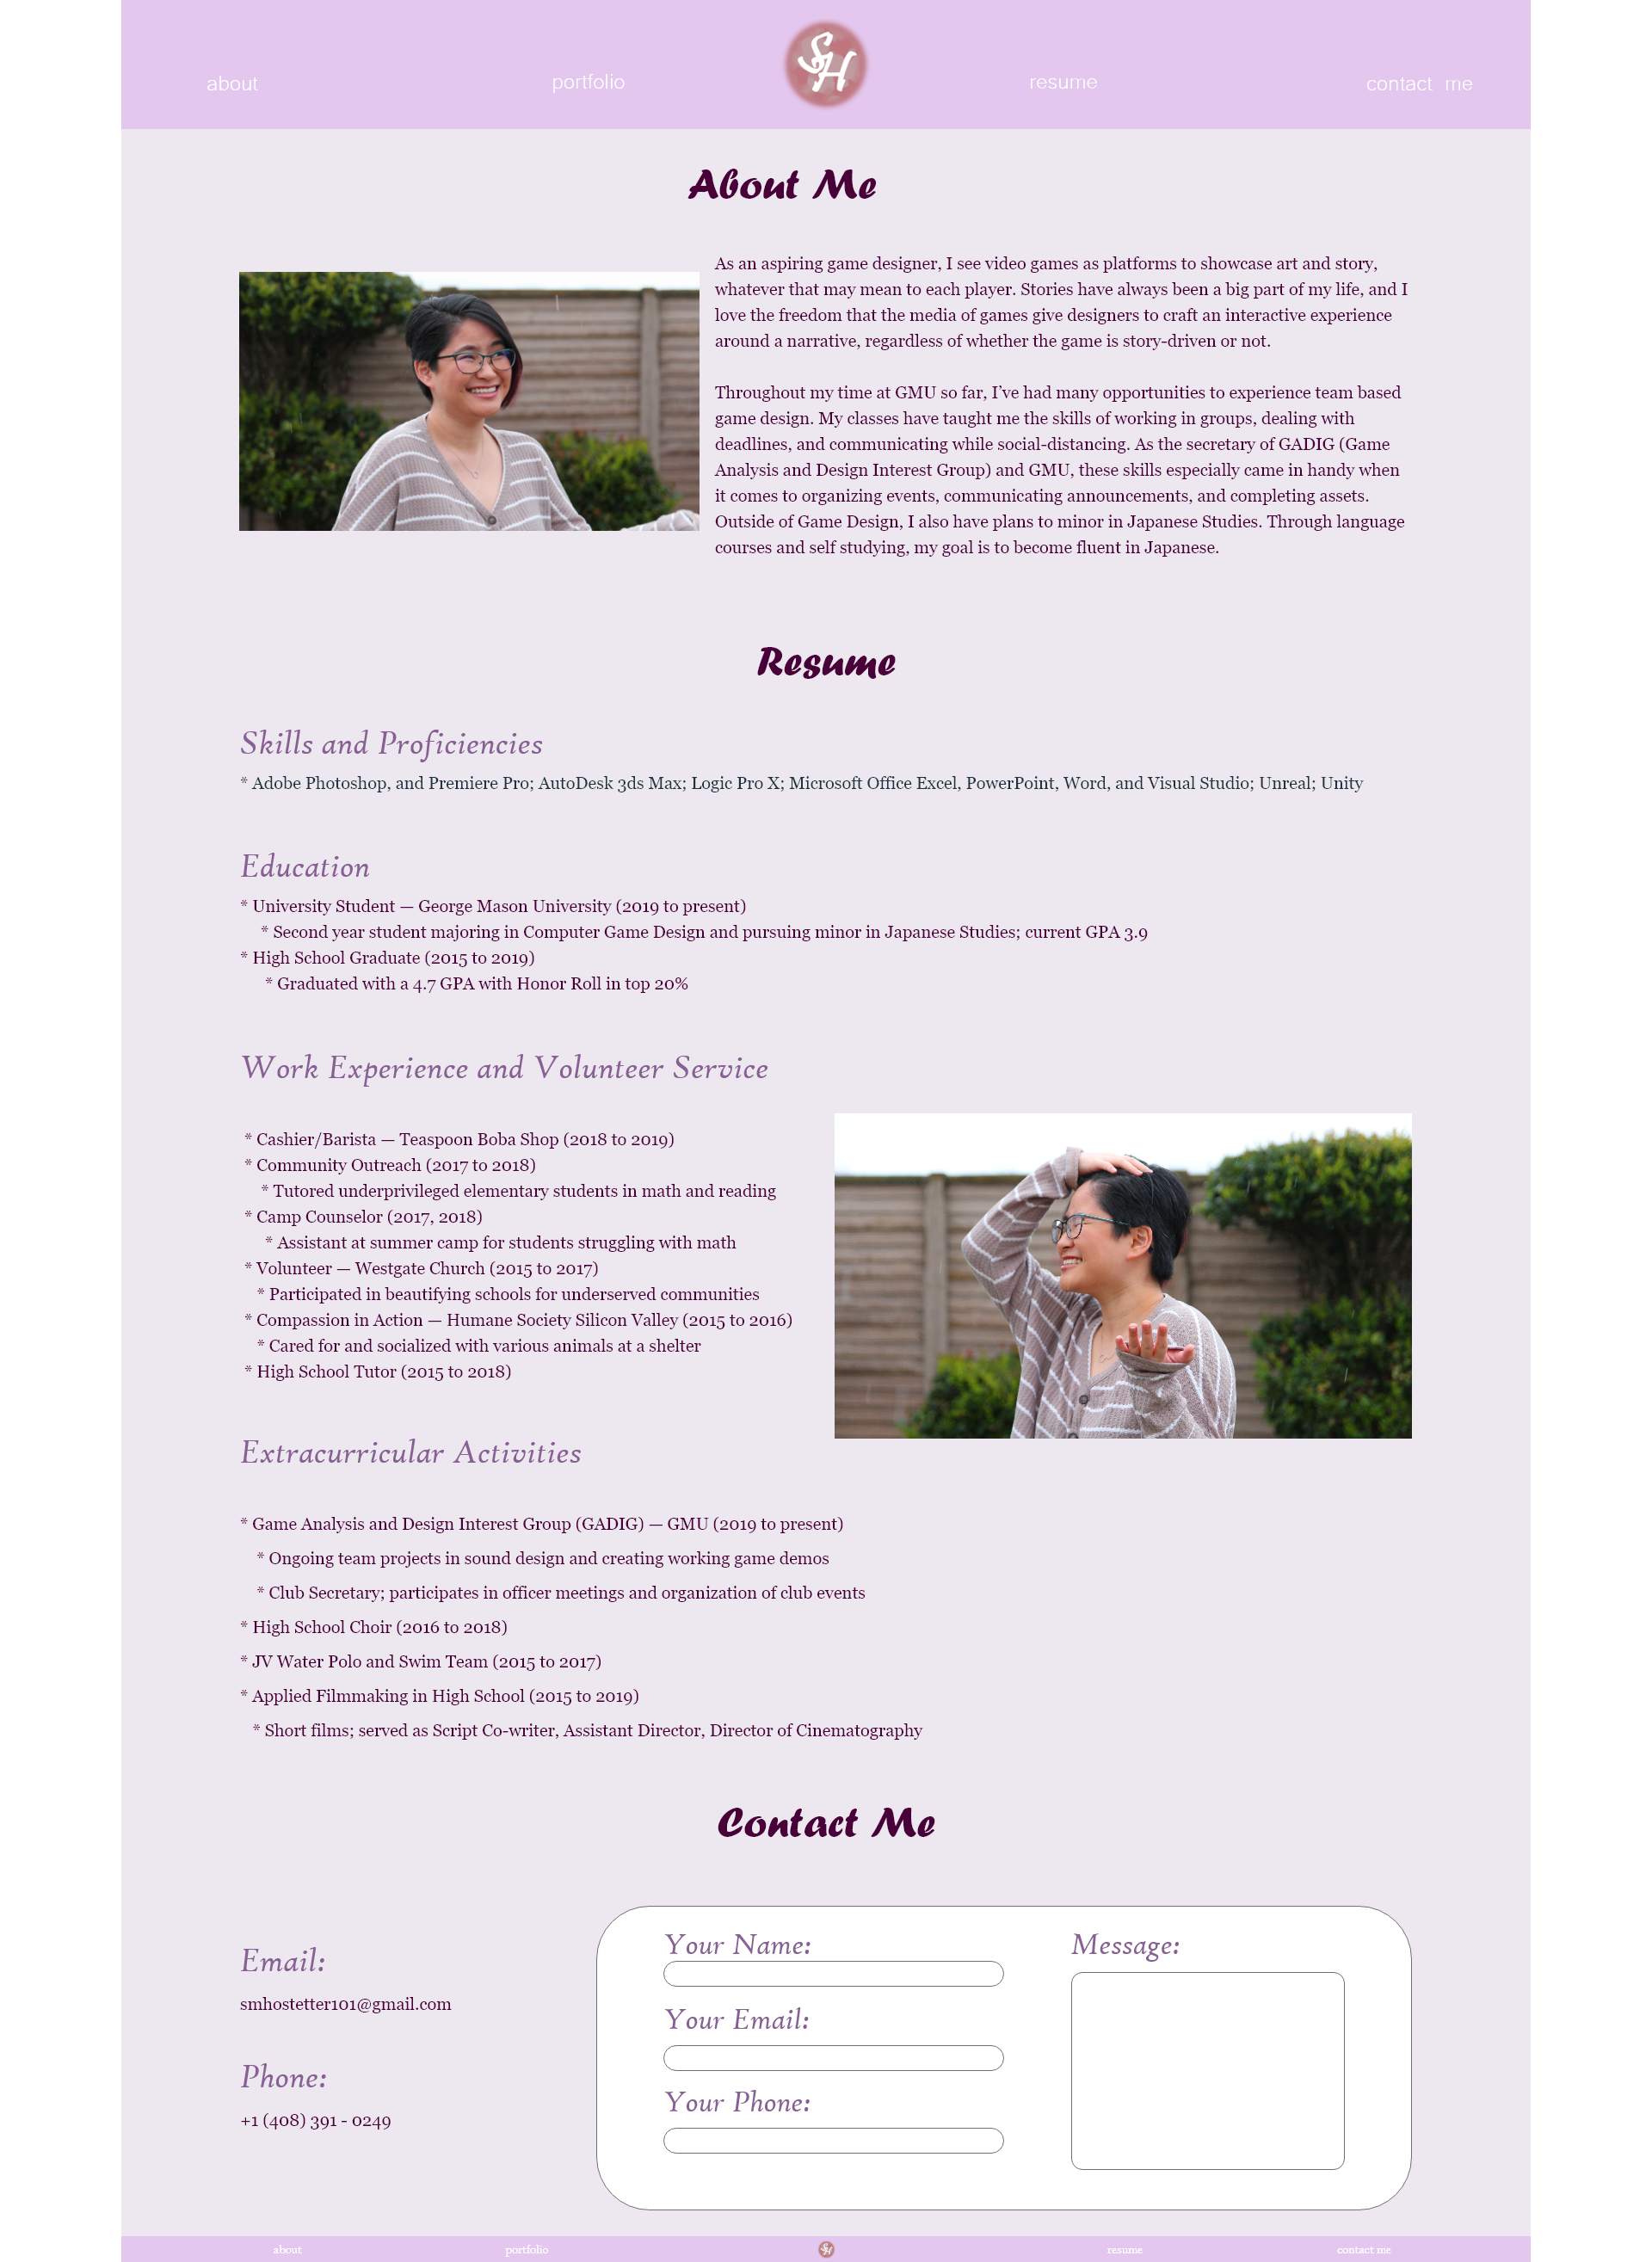 about
portfolio
SH
resume
contact me
About Me
As an aspiring game designer, I see video games as platforms to showcase art and story,
whatever that may mean to each player. Stories have always been a big part of my life, and I
love the freedom that the media of games give designers to craft an interactive experience
around a narrative, regardless of whether the game is story-driven or not.
Throughout my time at GMU so far, I’ve had many opportunities to experience team based
game design. My classes have taught me the skills of working in groups, dealing with
deadlines, and communicating while social-distancing. As the secretary of GADIG (Game
Analysis and Design Interest Group) and GMU, these skills especially came in handy when
it comes to organizing events, communicating announcements, and completing assets.
Outside of Game Design, I also have plans to minor in Japanese Studies. Through language
courses and self studying, my goal is to become fluent in Japanese.
Resume
Skills and Proficiencies
* Adobe Photoshop, and Premiere Pro; AutoDesk 3ds Max; Logic Pro X; Microsoft Office Excel, PowerPoint, Word, and Visual Studio; Unreal; Unity
Education
* University Student — George Mason University (2019 to present)
* Second year student majoring in Computer Game Design and pursuing minor in Japanese Studies; current GPA 3.9
* High School Graduate (2015 to 2019)
* Graduated with a 4.7 GPA with Honor Roll in top 20%
Work Experience and Volunteer Service
* Cashier/Barista — Teaspoon Boba Shop (2018 to 2019)
* Community Outreach (2017 to 2018)
* Tutored underprivileged elementary students in math and reading
* Camp Counselor (2017, 2018)
* Assistant at summer camp for students struggling with math
* Volunteer — Westgate Church (2015 to 2017)
* Participated in beautifying schools for underserved communities
* Compassion in Action — Humane Society Silicon Valley (2015 to 2016)
* Cared for and socialized with various animals at a shelter
* High School Tutor (2015 to 2018)
Extracurricular Activities
* Game Analysis and Design Interest Group (GADIG) — GMU (2019 to present)
* Ongoing team projects in sound design and creating working game demos
* Club Secretary; participates in officer meetings and organization of club events
* High School Choir (2016 to 2018)
* JV Water Polo and Swim Team (2015 to 2017)
* Applied Filmmaking in High School (2015 to 2019)
* Short films; served as Script Co-writer, Assistant Director, Director of Cinematography
Contact Me
Email:
smhostetter101@gmail.com
Phone:
+1 (408) 391 - 0249
Your Name:
Your Email:
Your Phone:
Message:
about
portfolio
SH
resume
contact me